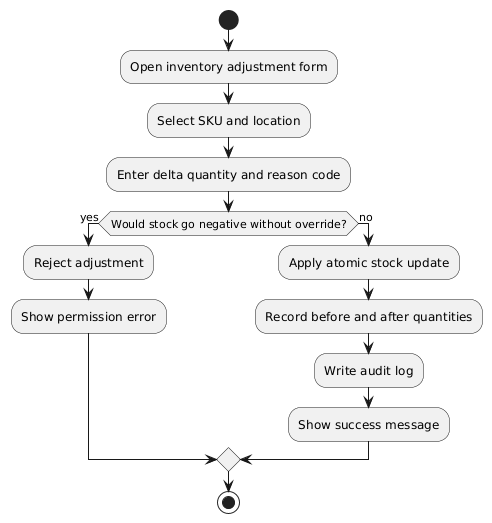 Open inventory adjustment form
Select SKU and location
Enter delta quantity and reason code
yes
Would stock go negative without override?
no
Reject adjustment
Apply atomic stock update
Show permission error
Record before and after quantities
Write audit log
Show success message